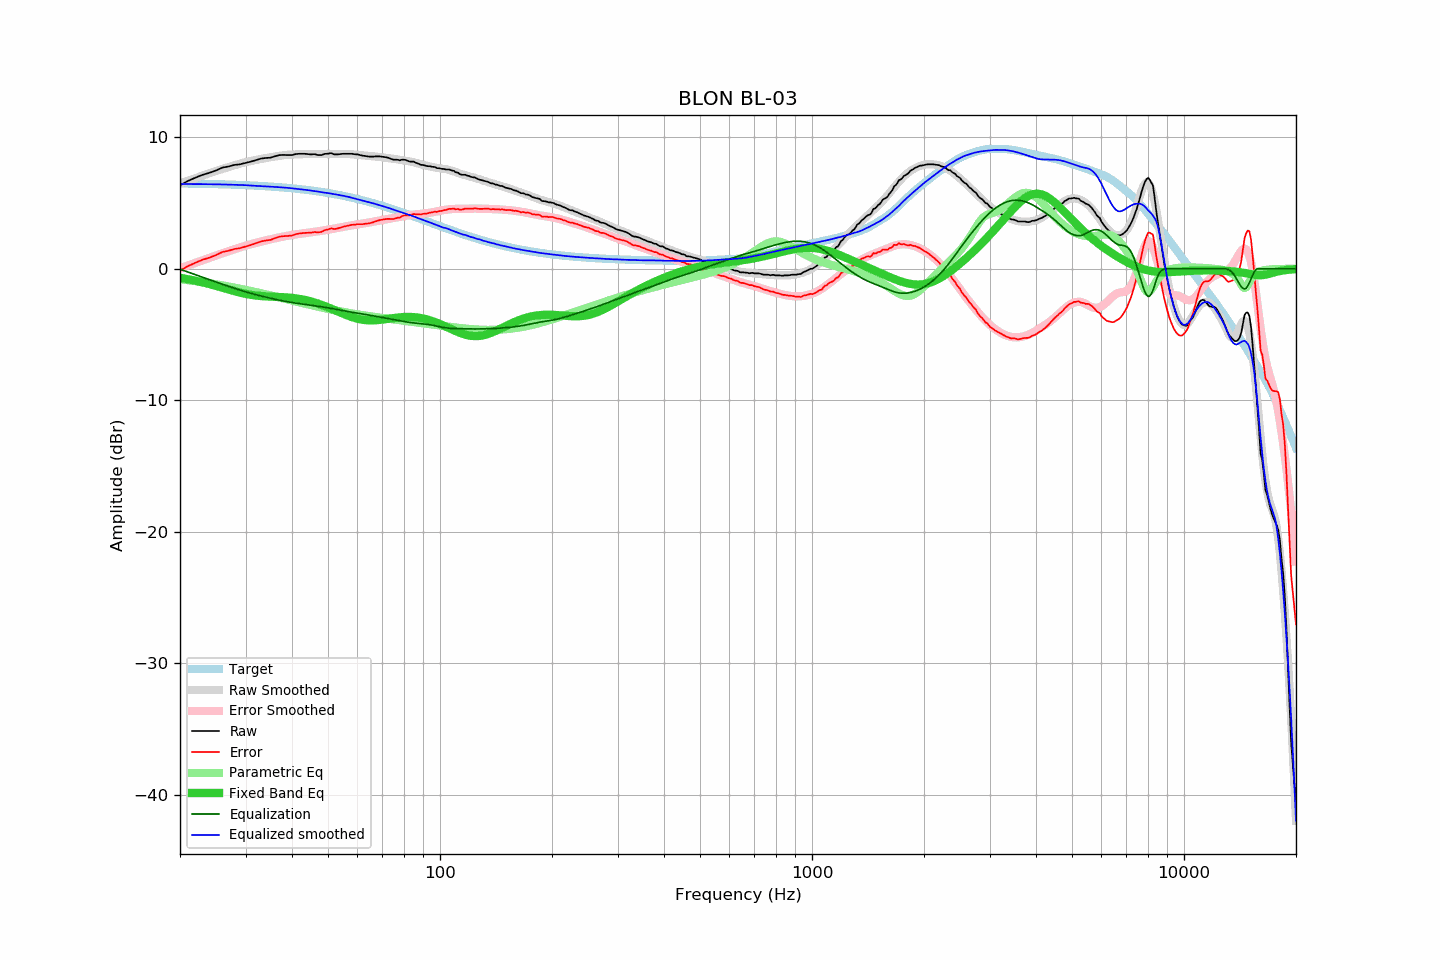 BLON BL-03
10
0
−10
−20
−30
−40
Amplitude (dBr)
Target
Raw Smoothed
Error Smoothed
Raw
Error
Parametric Eq
Fixed Band Eq
Equalization
Equalized smoothed
100
1000
10000
Frequency (Hz)